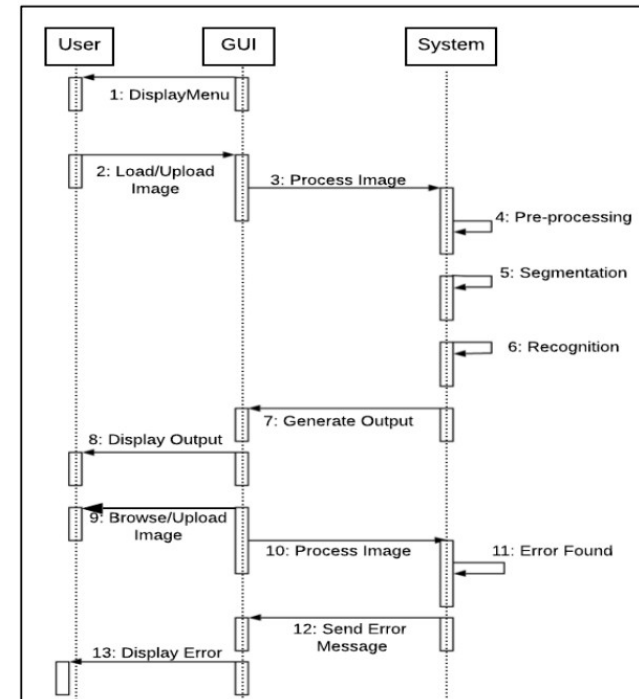 User
GUI
System
1: DisplayMenu
2: Load/Upload
Image
3: Process Image
4: Pre-processing
5: Segmentation
6: Recognition
7: Generate Output
8: Display Output
9: Browse/Upload
Image
10: Process Image
11: Error Found
12: Send Error
Message
13: Display Error